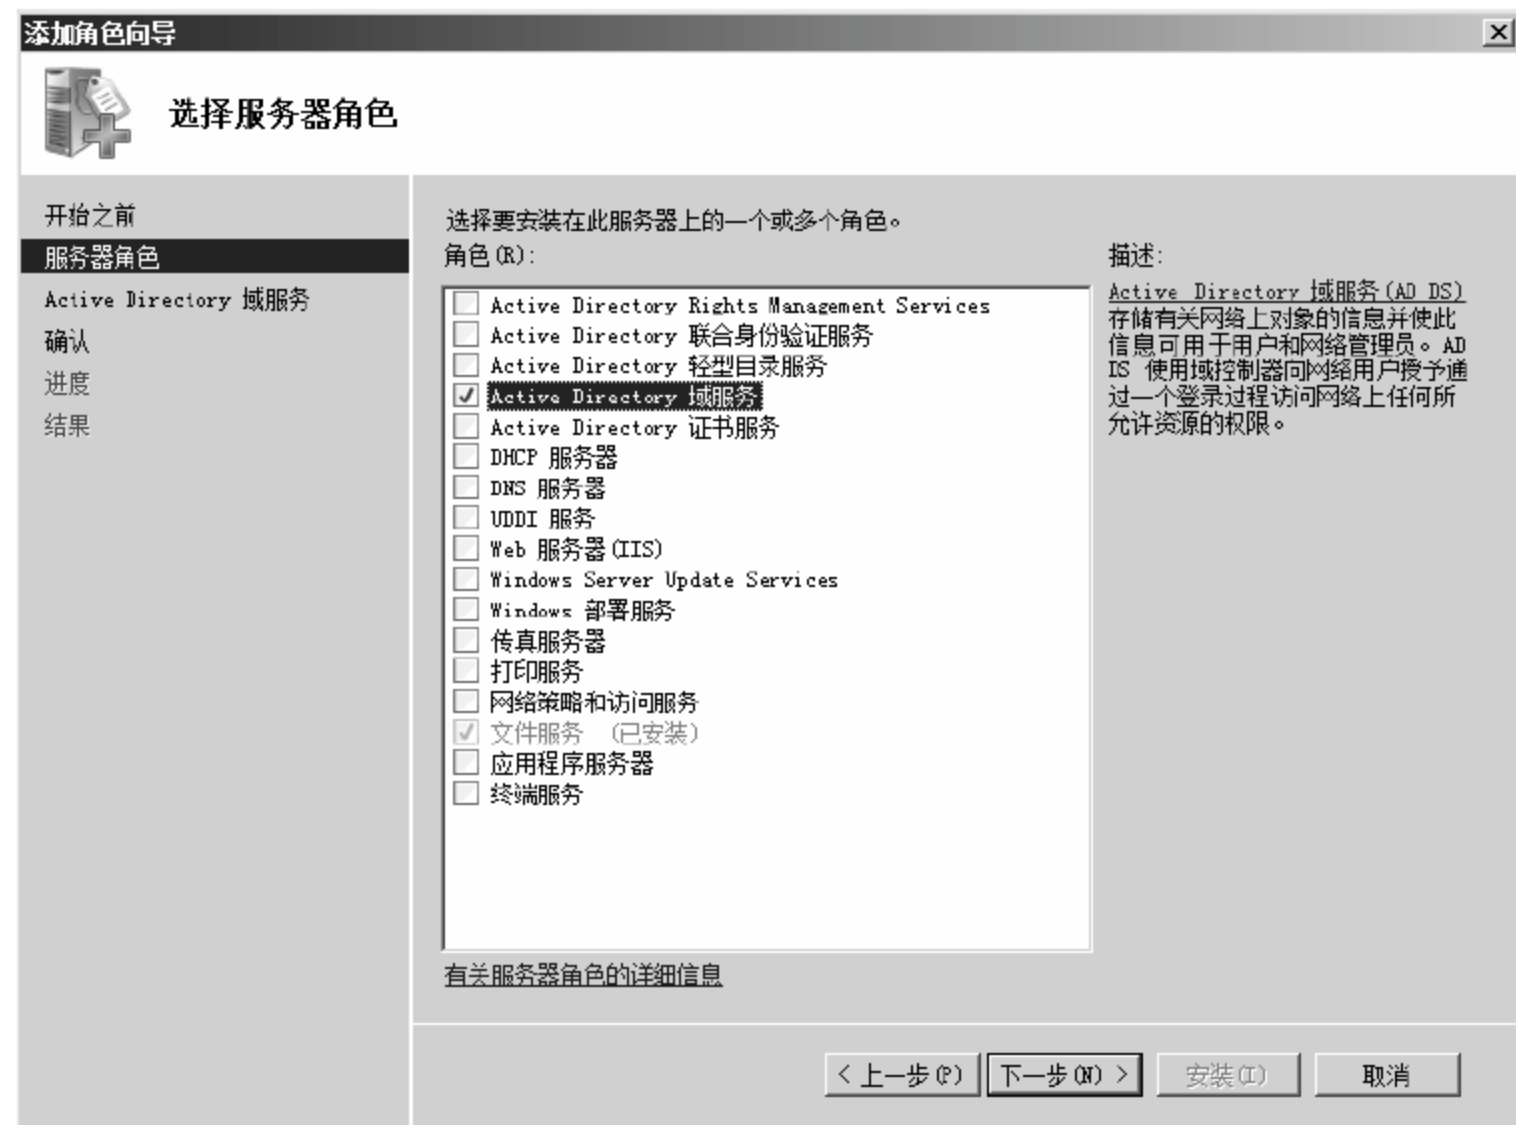 添加角色向导
选择服务器角色
开始之前
服务器角色
Active Directory 域服务
确认
进度
结果
选择要安装在此服务器上的一个或多个角色。
角色(R):
Active Directory Rights Management Services
Active Directory 联合身份验证服务
Active Directory 轻型目录服务
Active Directory 域服务
Active Directory 证书服务
DHCP 服务器
DNS 服务器
UDDI 服务
Web 服务器(IIS)
Windows Server Update Services
Windows 部署服务
传真服务器
打印服务
网络策略和访问服务
文件服务 (已安装)
应用程序服务器
终端服务
有关服务器角色的详细信息
描述:
Active Directory 域服务(AD DS)
存储有关网络上对象的信息并使此
信息可用于用户和网络管理员。AD
DS 使用域控制器向网络用户授予通
过一个登录过程访问网络上任何所
允许资源的权限。
< 上一步(P)
下一步(N) >
安装(I)
取消